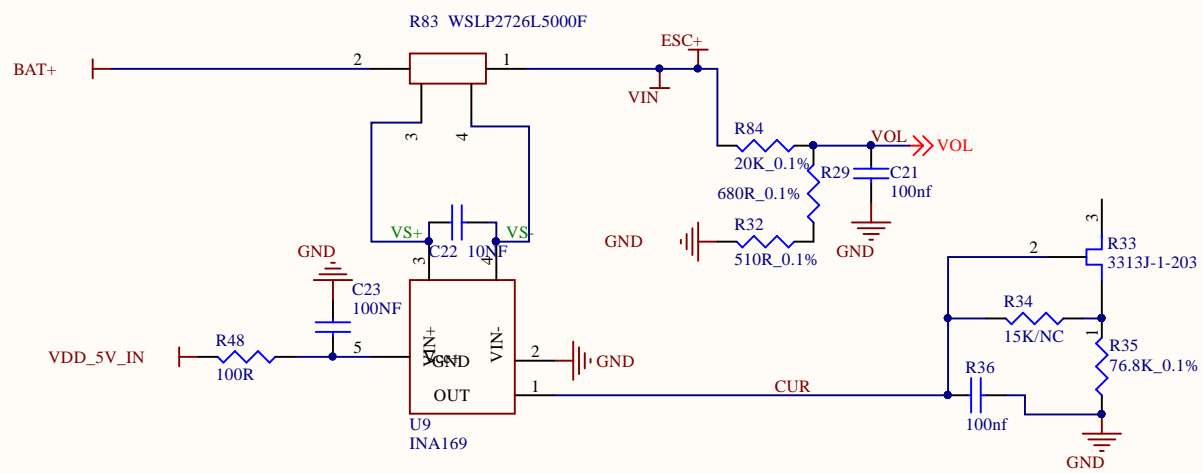 R83 WSLP2726L5000F
BAT+
2
1
ESC+
VIN
3
4
R84
20K_0.1%
VOL
VOL
R29
680R_0.1%
C21
100nf
GND
R32
510R_0.1%
GND
VS+
C22
10NF
VS-
3
4
GND
C23
100NF
VDD_5V_IN
R48
100R
5
VIN+
VIN-
Vcc+
GND
2
GND
OUT
1
CUR
U9
INA169
3
2
R33
3313J-1-203
R34
15K/NC
1
R35
76.8K_0.1%
R36
100nf
GND